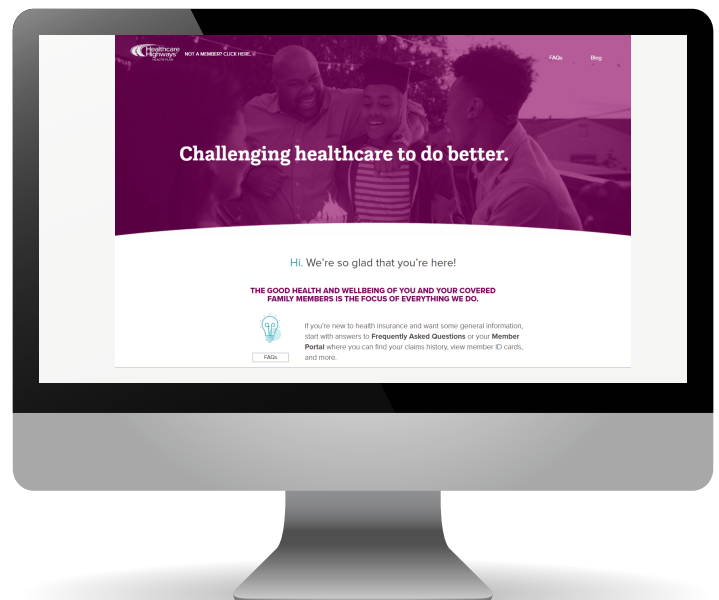 Healthcare
Highways
HEALTH PLAN
NOT A MEMBER? CLICK HERE.
FAQs
Blog
Challenging healthcare to do better.
Hi. We're so glad that you're here!
THE GOOD HEALTH AND WELLBEING OF YOU AND YOUR COVERED
FAMILY MEMBERS IS THE FOCUS OF EVERYTHING WE DO.
If you're new to health insurance and want some general information,
start with answers to Frequently Asked Questions or your Member
Portal where you can find your claims history, view member ID cards,
and more.
FAQs